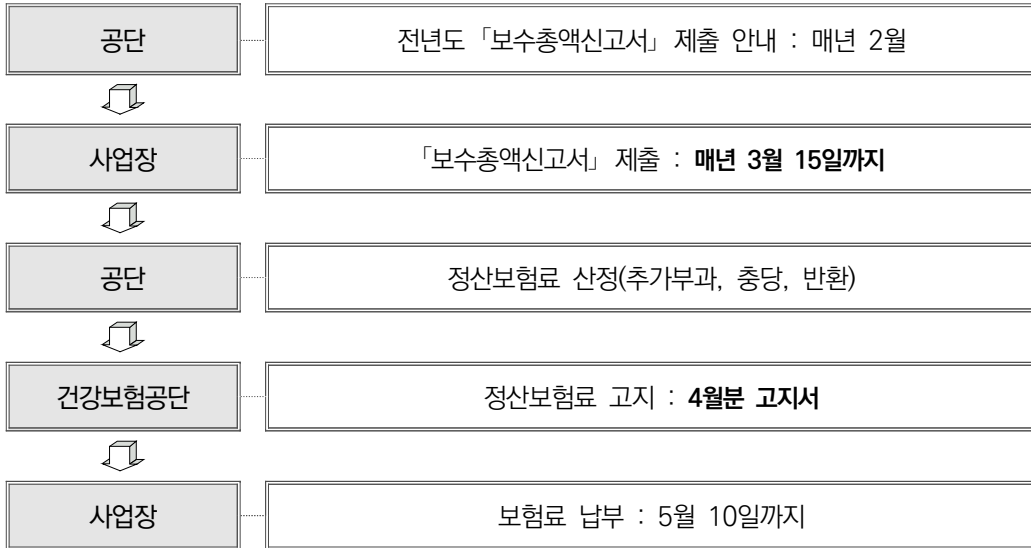 공단
전년도 「보수총액신고서」 제출 안내 : 매년 2월
사업장
「보수총액신고서」 제출 : 매년 3월 15일까지
공단
정산보험료 산정(추가부과, 충당, 반환)
건강보험공단
정산보험료 고지 : 4월분 고지서
사업장
보험료 납부 : 5월 10일까지